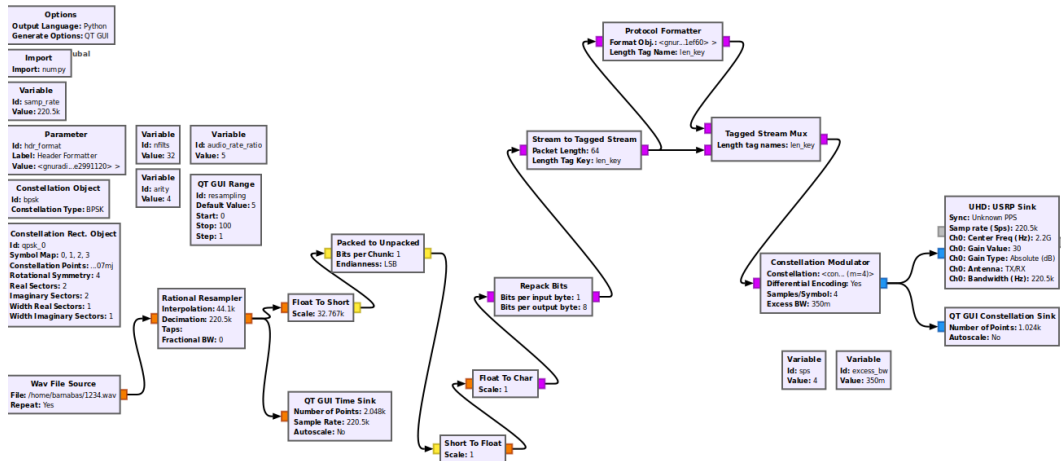 Options
Output Language: Python
Generate Options: QT GUI
Import
Import: numpy
Variable
Id: samp_rate
Value: 220.5k
Parameter
Id: hdr_format
Label: Header Formatter
Value: <gnuradi...e2991120> >
Constellation Object
Id: bpsk
Constellation Type: BPSK
Constellation Rect. Object
Id: qpsk_0
Symbol Map: 0, 1, 2, 3
Constellation Points: ...07mj
Rotational Symmetry: 4
Real Sectors: 2
Imaginary Sectors: 2
Width Real Sectors: 1
Width Imaginary Sectors: 1
Wav File Source
File: /home/barnabas/1234.wav
Repeat: Yes
Variable
Id: nfilts
Value: 32
Variable
Id: audio_rate_ratio
Value: 5
Variable
Id: arity
Value: 4
QT GUI Range
Id: resampling
Default Value: 5
Start: 0
Stop: 100
Step: 1
Rational Resampler
Interpolation: 44.1k
Decimation: 220.5k
Taps:
Fractional BW: 0
Float To Short
Scale: 32.767k
QT GUI Time Sink
Number of Points: 2.048k
Sample Rate: 220.5k
Autoscale: No
Packed to Unpacked
Bits per Chunk: 1
Endianness: LSB
Short To Float
Scale: 1
Float To Char
Scale: 1
Repack Bits
Bits per input byte: 1
Bits per output byte: 8
Stream to Tagged Stream
Packet Length: 64
Length Tag Key: len_key
Protocol Formatter
Format Obj.: <gnur...1ef60> >
Length Tag Name: len_key
Tagged Stream Mux
Length tag names: len_key
Constellation Modulator
Constellation: <con... (m=4)>
Differential Encoding: Yes
Samples/Symbol: 4
Excess BW: 350m
Variable
Id: sps
Value: 4
Variable
Id: excess_bw
Value: 350m
UHD: USRP Sink
Sync: Unknown PPS
Samp rate (Sps): 220.5k
Ch0: Center Freq (Hz): 2.2G
Ch0: Gain Value: 30
Ch0: Gain Type: Absolute (dB)
Ch0: Antenna: TX/RX
Ch0: Bandwidth (Hz): 220.5k
QT GUI Constellation Sink
Number of Points: 1.024k
Autoscale: No